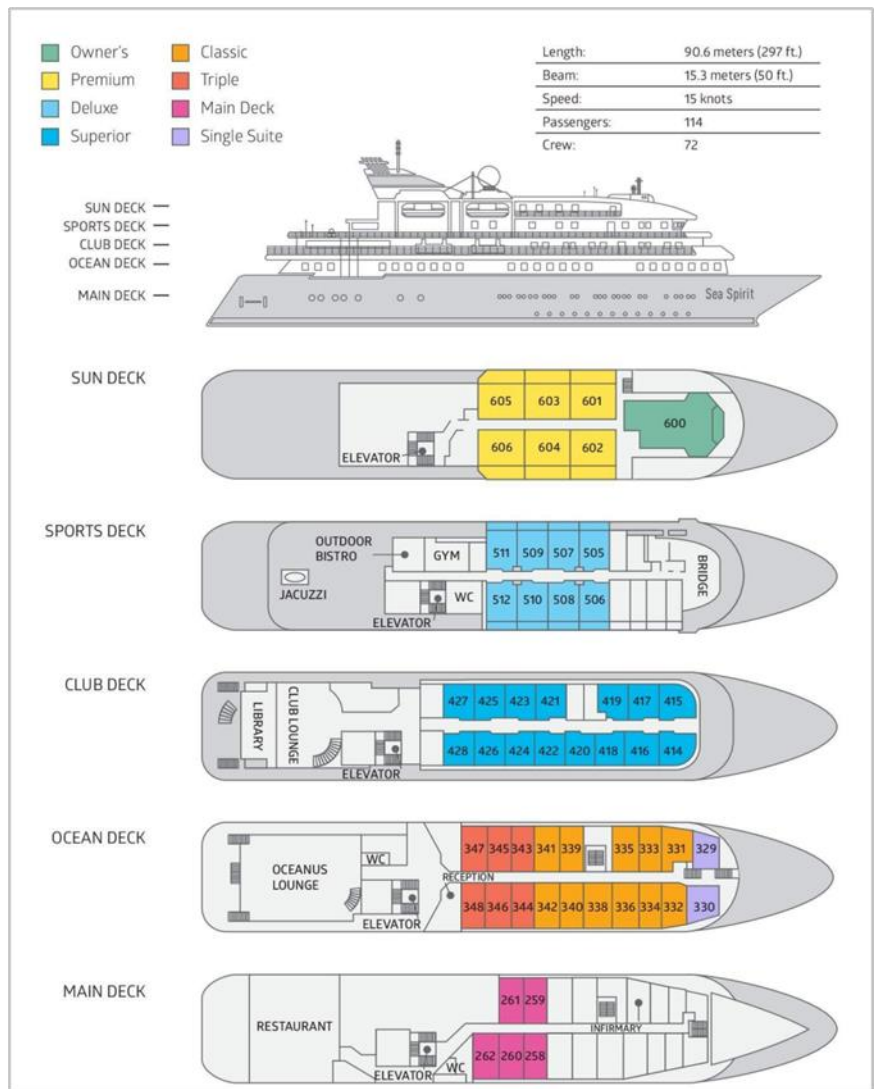 Owner's
Premium
Deluxe
Superior
Classic
Triple
Main Deck
Single Suite
Length: 90.6 meters (297 ft.)
Beam: 15.3 meters (50 ft.)
Speed: 15 knots
Passengers: 114
Crew: 72
SUN DECK
SPORTS DECK
CLUB DECK
OCEAN DECK
MAIN DECK
Sea Spirit
SUN DECK
605 603 601
600
606 604 602
ELEVATOR
SPORTS DECK
OUTDOOR
BISTRO
GYM
511 509 507 505
BRIDGE
JACUZZI
WC
512 510 508 506
ELEVATOR
CLUB DECK
LIBRARY
CLUB LOUNGE
427 425 423 421 419 417 415
428 426 424 422 420 418 416 414
ELEVATOR
OCEAN DECK
OCEANUS
LOUNGE
WC
347 345 343 341 339 335 333 331 329
RECEPTION
348 346 344 342 340 338 336 334 332 330
ELEVATOR
MAIN DECK
RESTAURANT
261 259
INFIRMARY
WC
262 260 258
ELEVATOR